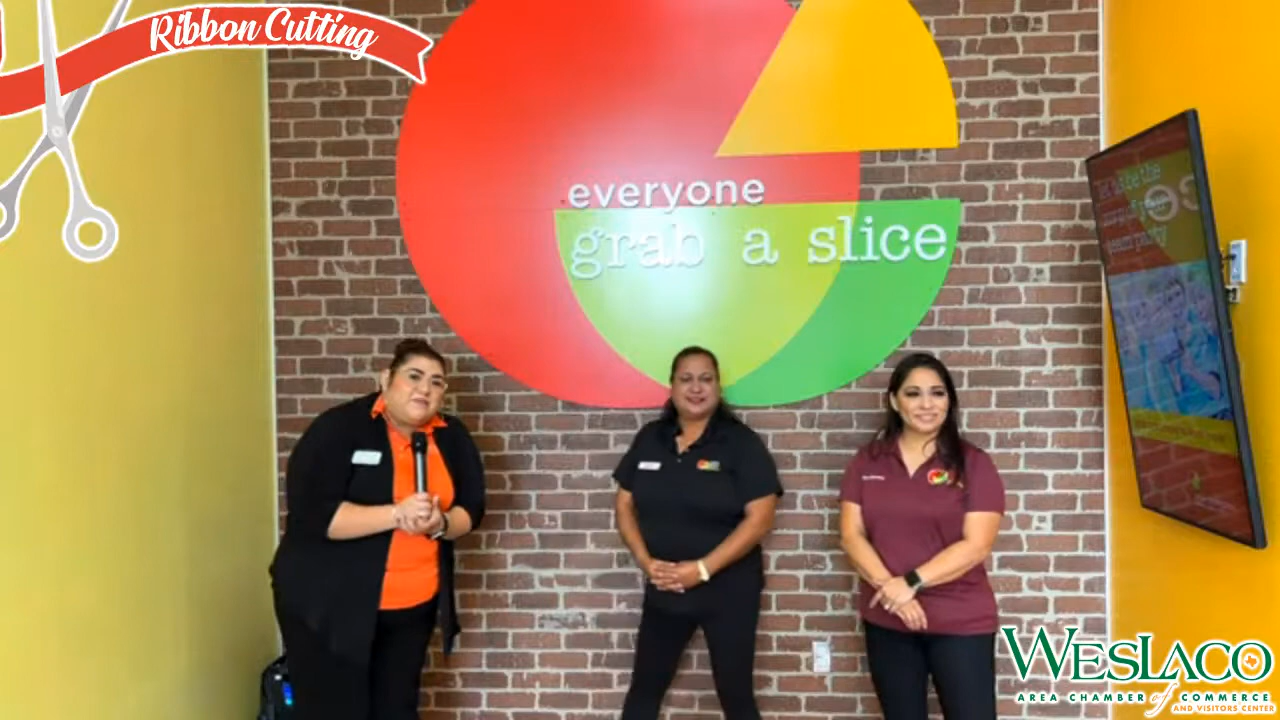 Ribbon Cutting
everyone
grab a slice
WESLACO
AREA CHAMBER of COMMERCE
AND VISITORS CENTER